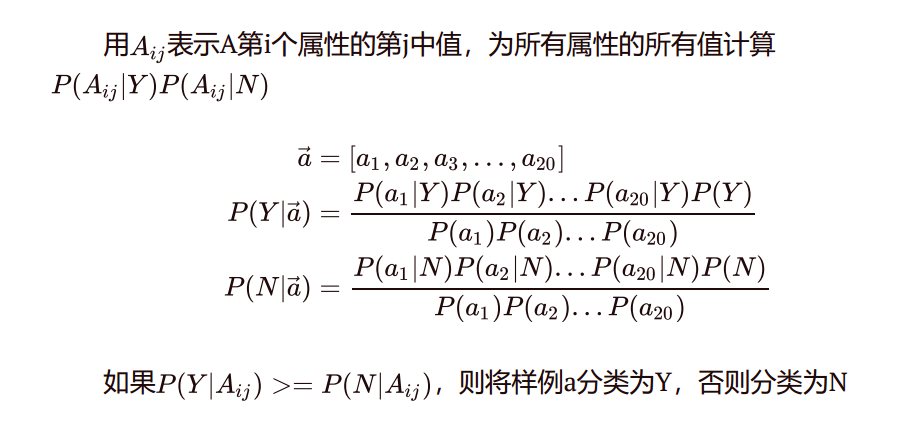 用$A_{ij}$表示A第i个属性的第j中值，为所有属性的所有值计算
$P(A_{ij}|Y)P(A_{ij}|N)$
$\vec{a} = [a_1, a_2, a_3, \ldots, a_{20}]$
$P(Y|\vec{a}) = \frac{P(a_1|Y)P(a_2|Y)\ldots P(a_{20}|Y)P(Y)}{P(a_1)P(a_2)\ldots P(a_{20})}$
$P(N|\vec{a}) = \frac{P(a_1|N)P(a_2|N)\ldots P(a_{20}|N)P(N)}{P(a_1)P(a_2)\ldots P(a_{20})}$
如果$P(Y|A_{ij}) >= P(N|A_{ij})$，则将样例a分类为Y，否则分类为N